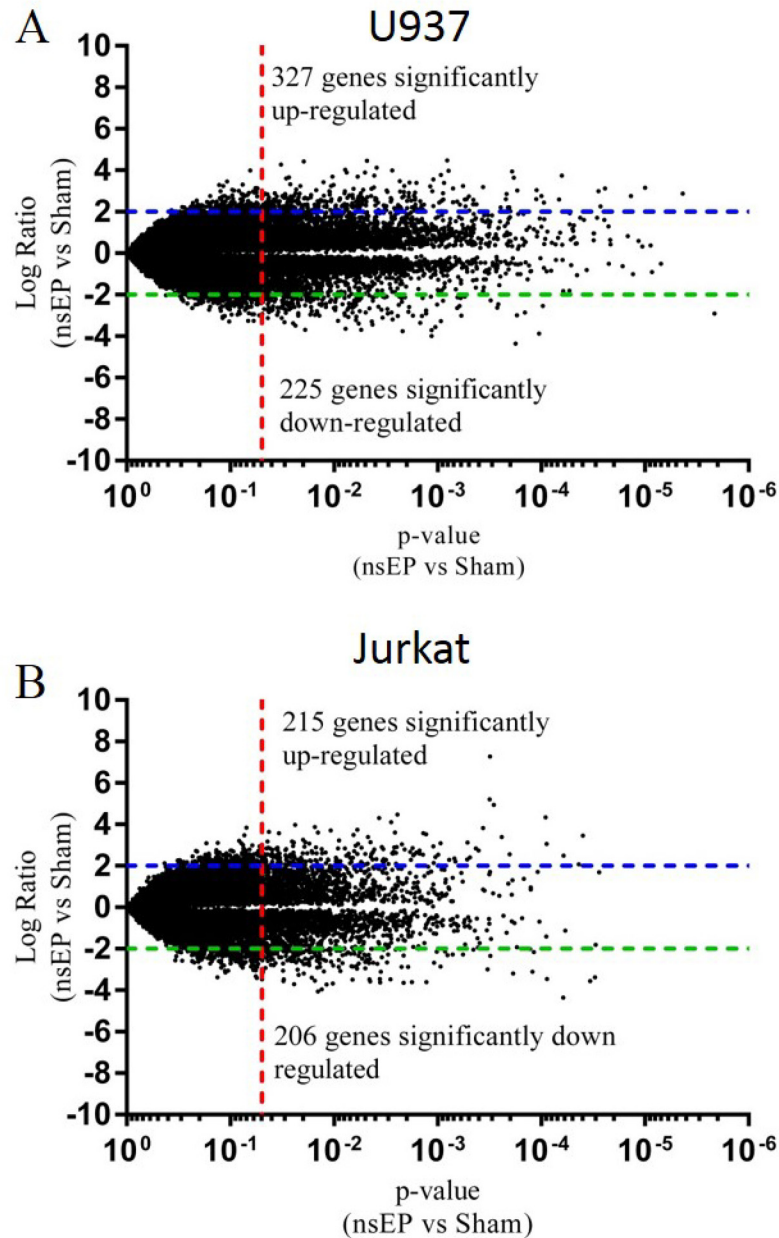 A
U937
10
8
6
4
2
0
-2
-4
-6
-8
-10
Log Ratio
(nsEP vs Sham)
327 genes significantly
up-regulated
225 genes significantly
down-regulated
10⁰ 10⁻¹ 10⁻² 10⁻³ 10⁻⁴ 10⁻⁵ 10⁻⁶
p-value
(nsEP vs Sham)
B
Jurkat
10
8
6
4
2
0
-2
-4
-6
-8
-10
Log Ratio
(nsEP vs Sham)
215 genes significantly
up-regulated
206 genes significantly down
regulated
10⁰ 10⁻¹ 10⁻² 10⁻³ 10⁻⁴ 10⁻⁵ 10⁻⁶
p-value
(nsEP vs Sham)